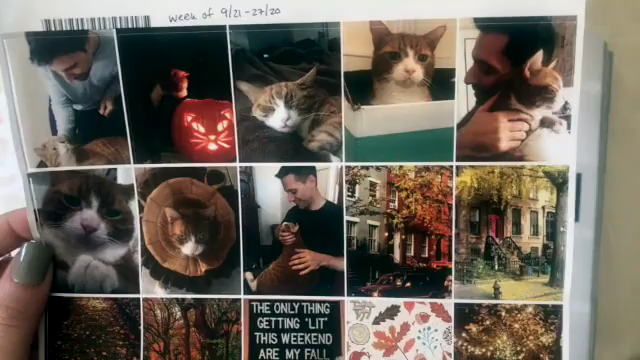 week of 9/21-27/20
THE ONLY THING
GETTING "LIT"
THIS WEEKEND
ARE MY FALL